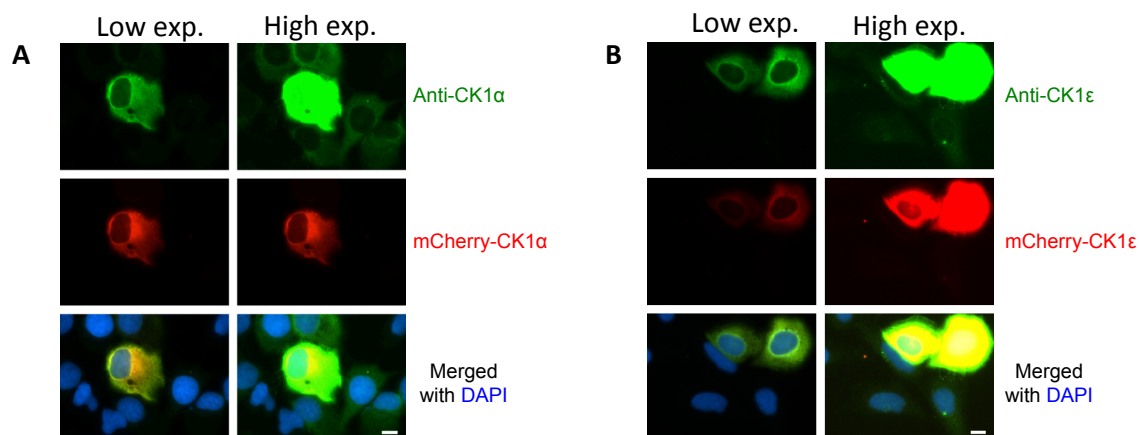 Low exp. High exp.
A
Anti-CK1α
mCherry-CK1α
Merged
with DAPI
Low exp. High exp.
B
Anti-CK1ε
mCherry-CK1ε
Merged
with DAPI